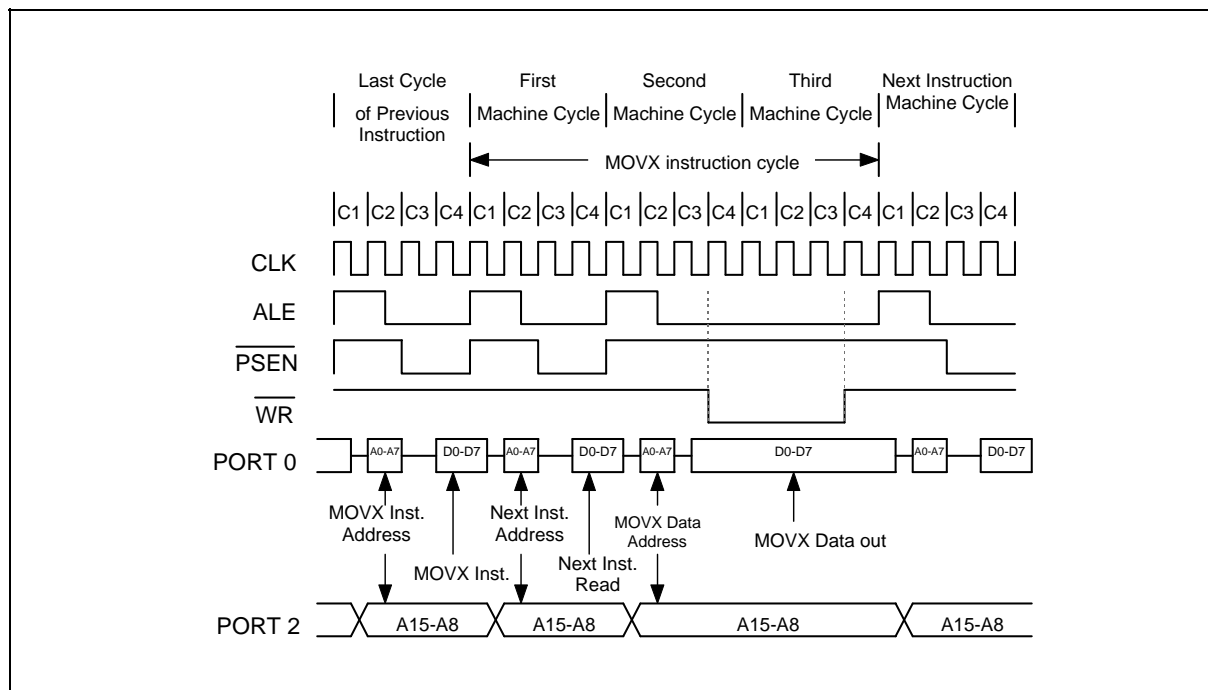 Last Cycle
of Previous
Instruction
First
Machine Cycle
Second
Machine Cycle
Third
Machine Cycle
Next Instruction
Machine Cycle
MOVX instruction cycle
C1 C2 C3 C4 C1 C2 C3 C4 C1 C2 C3 C4 C1 C2 C3 C4 C1 C2 C3 C4
CLK
ALE
PSEN
WR
PORT 0
A0-A7 D0-D7 A0-A7 D0-D7 A0-A7 D0-D7 A0-A7 D0-D7
MOVX Inst.
Address
MOVX Inst.
Next Inst.
Address
Next Inst.
Read
MOVX Data
Address
MOVX Data out
PORT 2
A15-A8 A15-A8 A15-A8 A15-A8